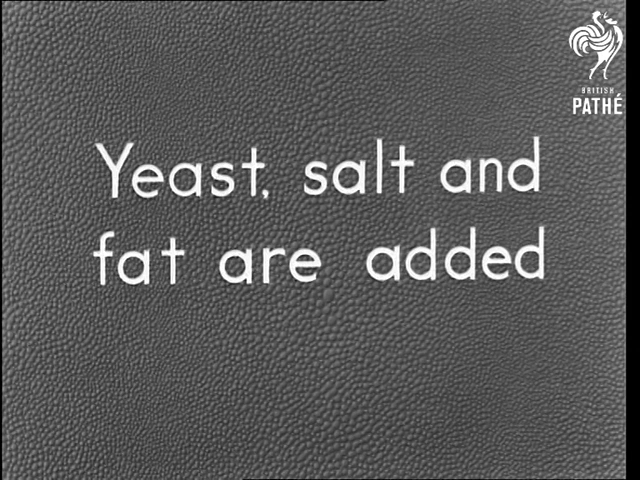 BRITISH
PATHÉ
Yeast, salt and
fat are added